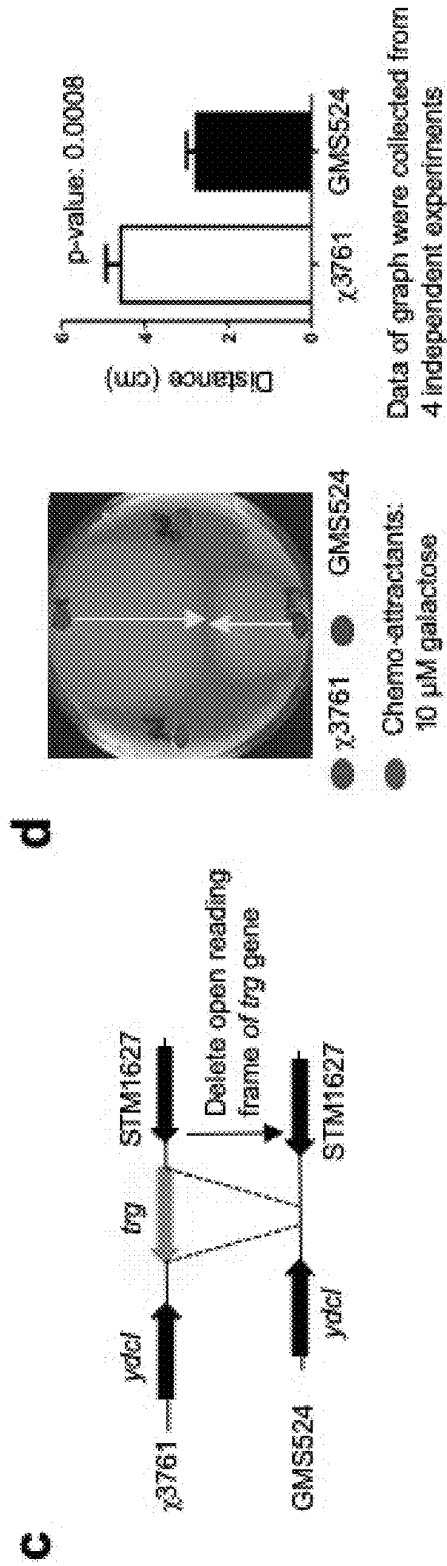 c
χ3761
ydcI
trg
STM1627
Delete open reading
frame of trg gene
GMS524
ydcI
STM1627
d
χ3761
GMS524
Chemo-attractants:
10 µM galactose
p-value: 0.0008
Distance (cm)
6
4
2
0
χ3761
GMS524
Data of graph were collected from
4 independent experiments